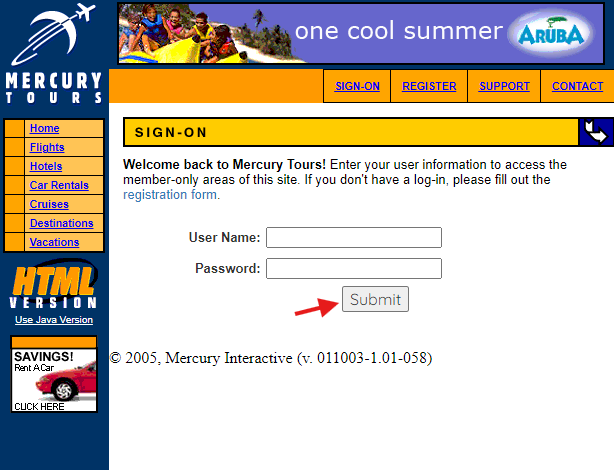 one cool summer
ARUBA
MERCURY
TOURS
SIGN-ON
REGISTER
SUPPORT
CONTACT
Home
Flights
Hotels
Car Rentals
Cruises
Destinations
Vacations
HTML
VERSION
Use Java Version
SAVINGS!
Rent A Car
CLICK HERE
SIGN-ON
Welcome back to Mercury Tours! Enter your user information to access the
member-only areas of this site. If you don't have a log-in, please fill out the
registration form.
User Name:
Password:
Submit
© 2005, Mercury Interactive (v. 011003-1.01-058)